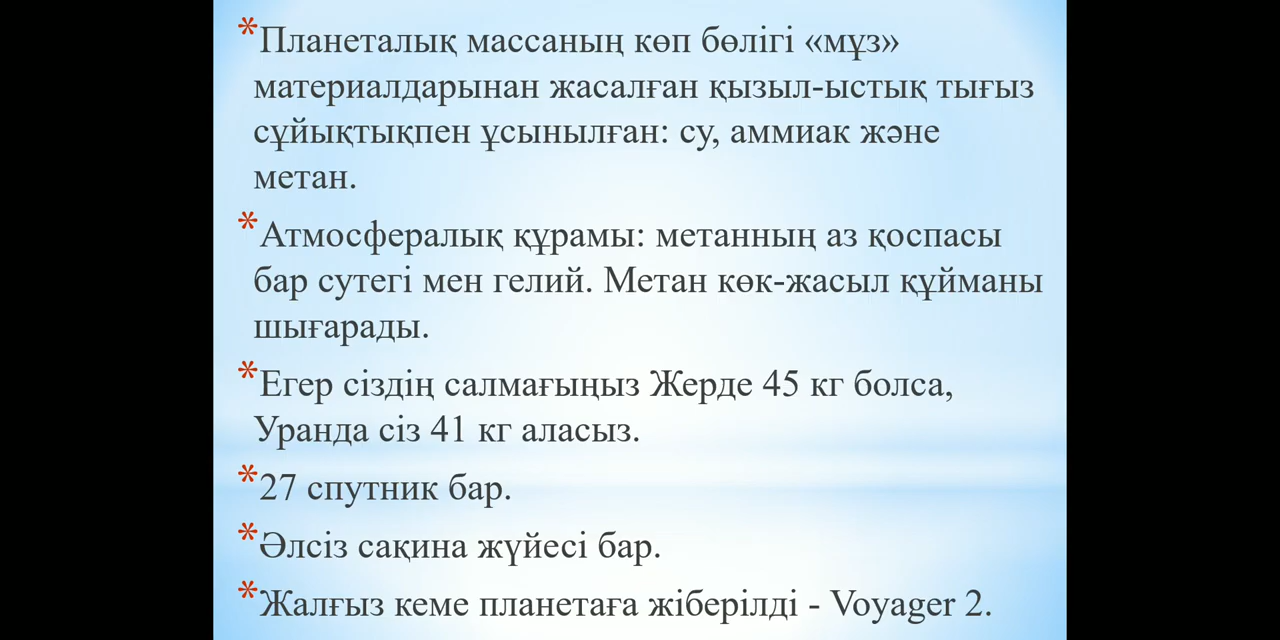 *Планеталық массаның көп бөлігі «мұз»
материалдарынан жасалған қызыл-ыстық тығыз
сұйықтықпен ұсынылған: су, аммиак және
метан.
*Атмосфералық құрамы: метанның аз қоспасы
бар сутегі мен гелий. Метан көк-жасыл құйманы
шығарады.
*Егер сіздің салмағыңыз Жерде 45 кг болса,
Уранда сіз 41 кг аласыз.
*27 спутник бар.
*Әлсіз сақина жүйесі бар.
*Жалғыз кеме планетаға жіберілді - Voyager 2.